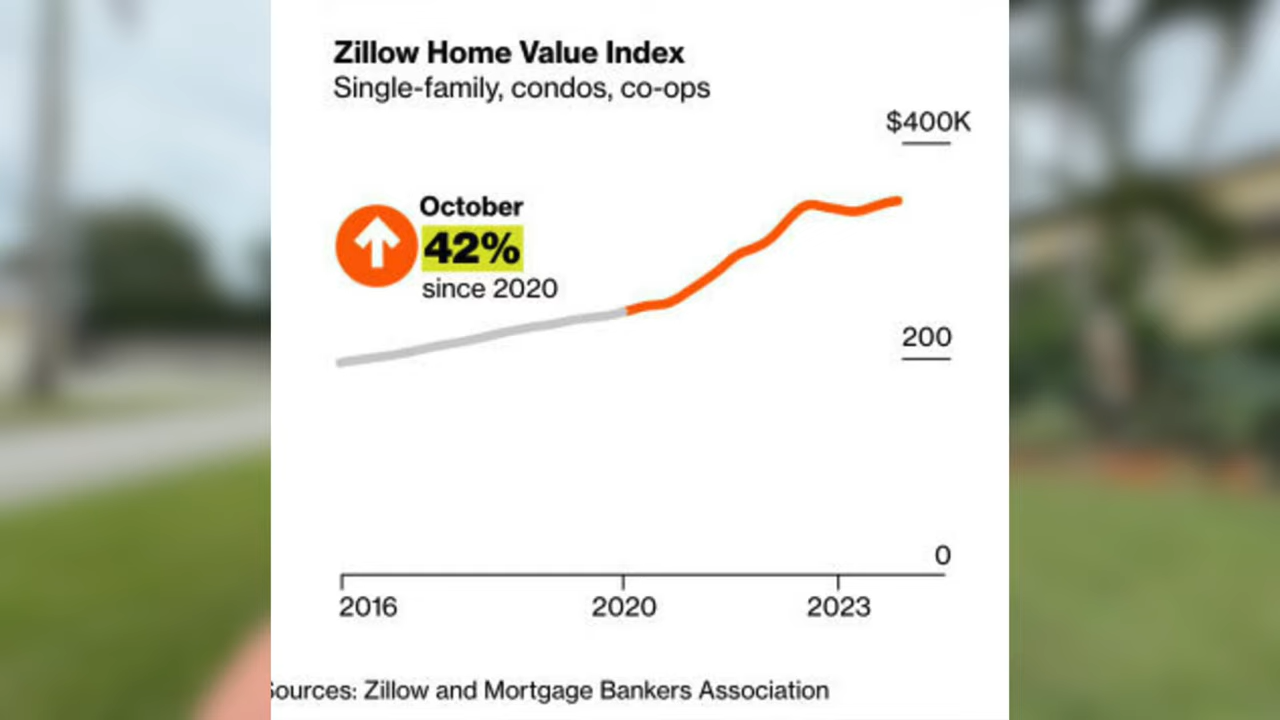 Zillow Home Value Index
Single-family, condos, co-ops
$400K
October
42%
since 2020
200
0
2016 2020 2023
Sources: Zillow and Mortgage Bankers Association